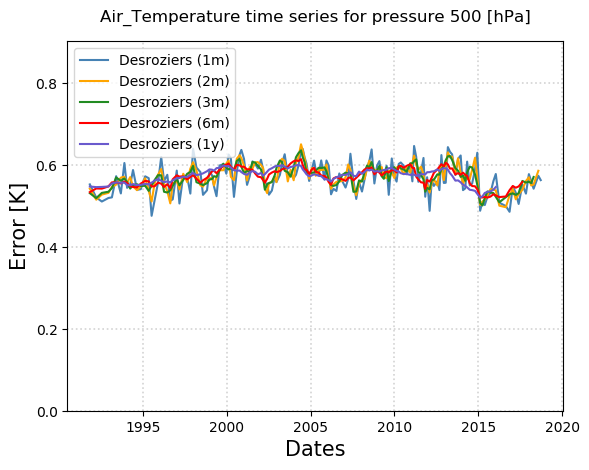 Air_Temperature time series for pressure 500 [hPa]
Desroziers (1m)
Desroziers (2m)
Desroziers (3m)
Desroziers (6m)
Desroziers (1y)
Error [K]
0.8
0.6
0.4
0.2
0.0
1995 2000 2005 2010 2015 2020
Dates